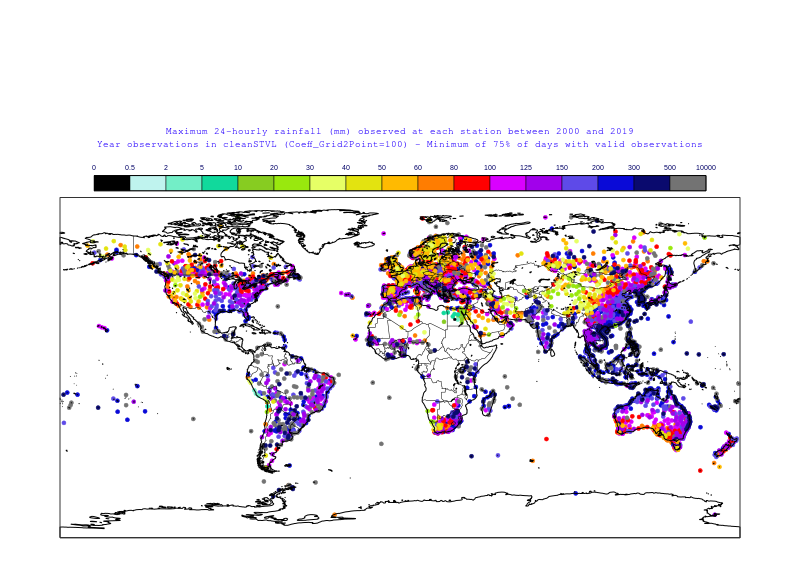 Maximum 24-hourly rainfall (mm) observed at each station between 2000 and 2019
Year observations in cleanSTVL (Coeff_Grid2Point=100) - Minimum of 75% of days with valid observations
0 0.5 2 5 10 20 30 40 50 60 80 100 125 150 200 300 500 10000